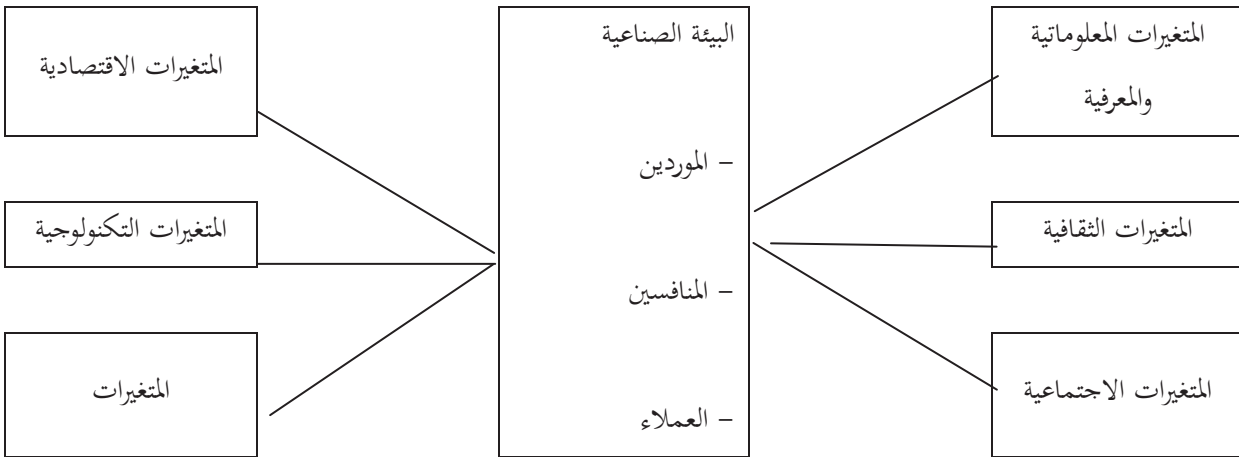 المتغيرات المعلوماتية
والمعرفية
المتغيرات الثقافية
المتغيرات الاجتماعية
البيئة الصناعية
– الموردين
– المنافسين
– العملاء
المتغيرات الاقتصادية
المتغيرات التكنولوجية
المتغيرات